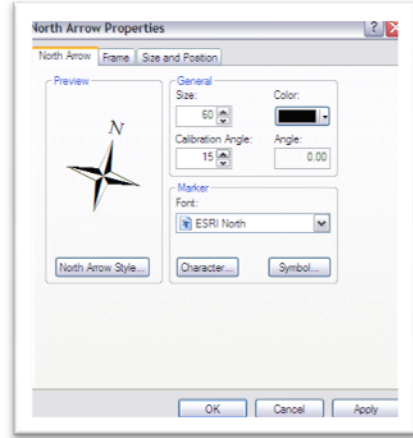 North Arrow Properties
North Arrow Frame Size and Position
Preview
N
North Arrow Style...
General
Size: Color:
60
Calibration Angle: Angle:
15 0.00
Marker
Font:
ESRI North
Character... Symbol...
OK Cancel Apply